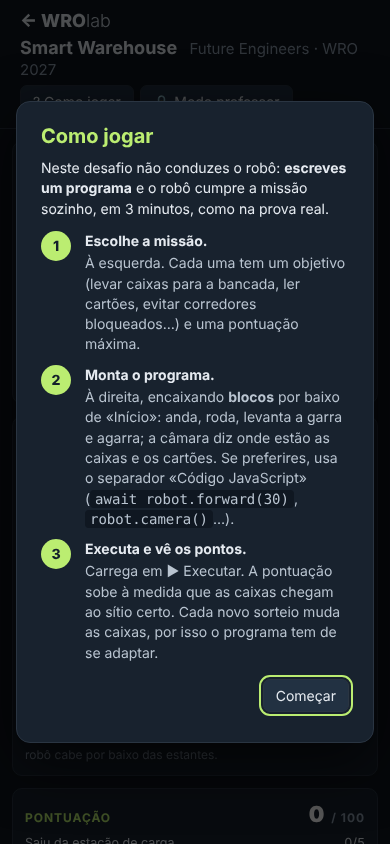 ← WROlab
Smart Warehouse Future Engineers · WRO
2027
? Como jogar Modo professor
Como jogar
Neste desafio não conduzes o robô: escreves
um programa e o robô cumpre a missão
sozinho, em 3 minutos, como na prova real.
1 Escolhe a missão.
À esquerda. Cada uma tem um objetivo
(levar caixas para a bancada, ler
cartões, evitar corredores
bloqueados…) e uma pontuação
máxima.
2 Monta o programa.
À direita, encaixando blocos por baixo
de «Início»: anda, roda, levanta a garra
e agarra; a câmara diz onde estão as
caixas e os cartões. Se preferires, usa
o separador «Código JavaScript»
( await robot.forward(30) ,
robot.camera() …).
3 Executa e vê os pontos.
Carrega em ▶ Executar. A pontuação
sobe à medida que as caixas chegam
ao sítio certo. Cada novo sorteio muda
as caixas, por isso o programa tem de
se adaptar.
Começar
robô cabe por baixo das estantes.
PONTUAÇÃO 0 / 100
Saiu da estação de carga 0/5